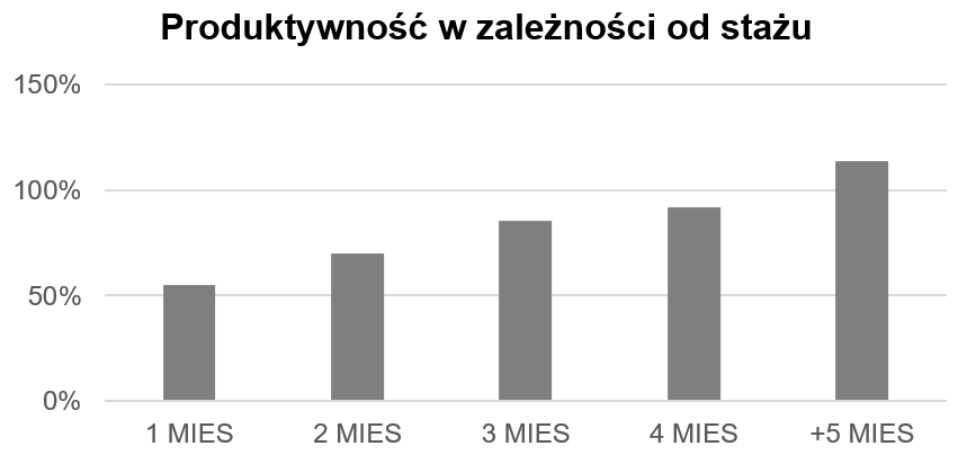 Produktywność w zależności od stażu
150%
100%
50%
0%
1 MIES
2 MIES
3 MIES
4 MIES
+5 MIES